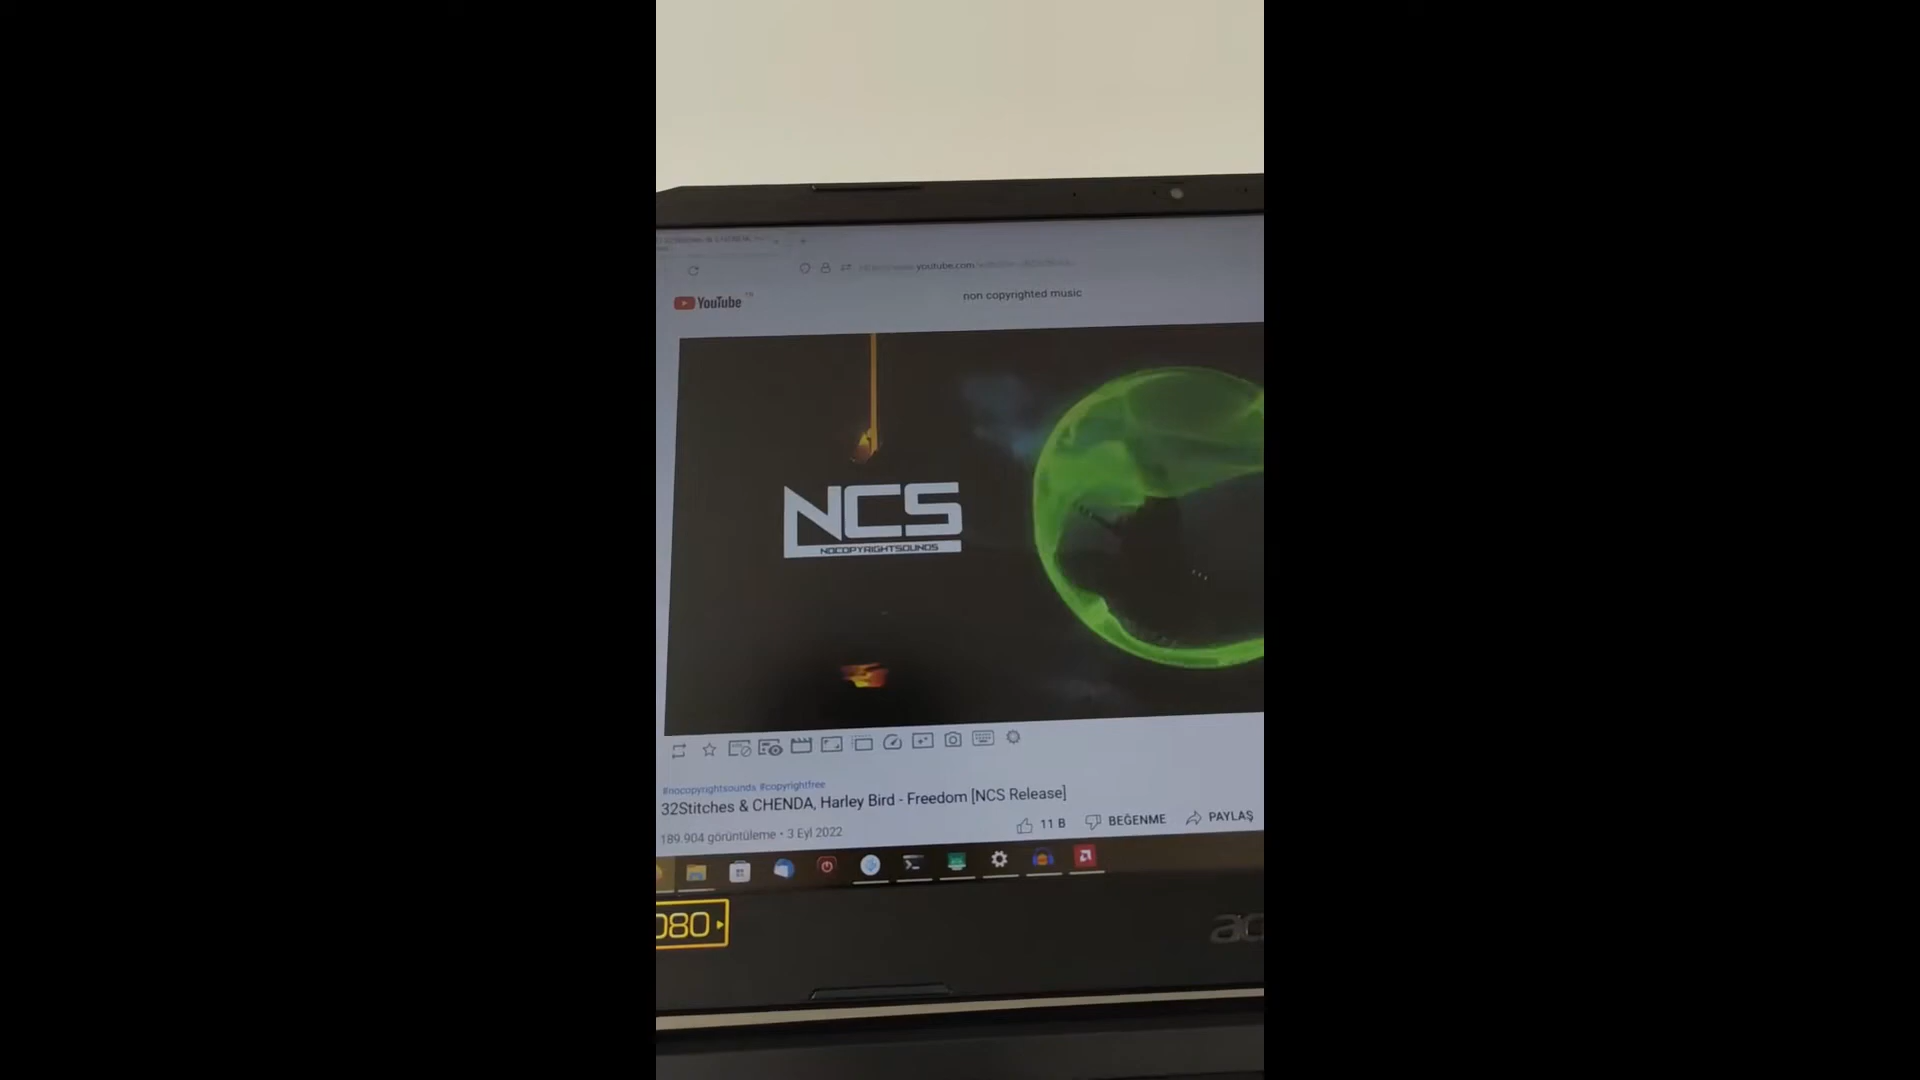 youtube.com
YouTube
non copyrighted music
NCS
NOCOPYRIGHTSOUNDS
#nocopyrightsounds #copyrightfree
32Stitches & CHENDA, Harley Bird - Freedom [NCS Release]
189.904 görüntüleme • 3 Eyl 2022
11 B
BEĞENME
PAYLAŞ
080
ac